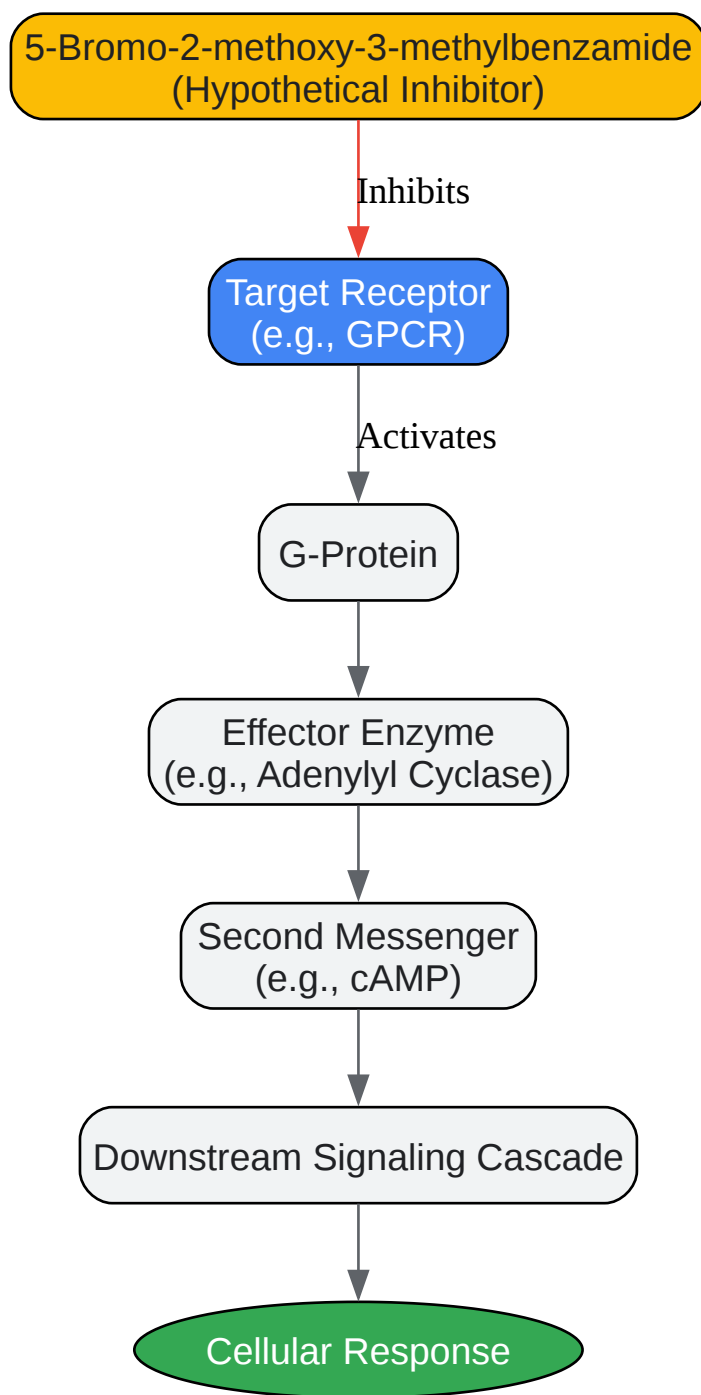 5-Bromo-2-methoxy-3-methylbenzamide
(Hypothetical Inhibitor)
Inhibits
Target Receptor
(e.g., GPCR)
Activates
G-Protein
Effector Enzyme
(e.g., Adenylyl Cyclase)
Second Messenger
(e.g., cAMP)
Downstream Signaling Cascade
Cellular Response